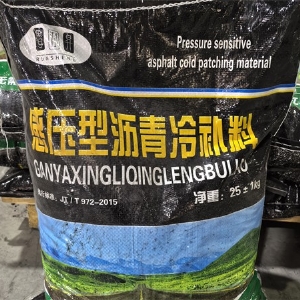 Pressure sensitive
asphalt cold patching material
感压型沥青冷补料
GANYAXINGLIQINGLENGBULIAO
净重: 25±1kg
JT/T 972-2015